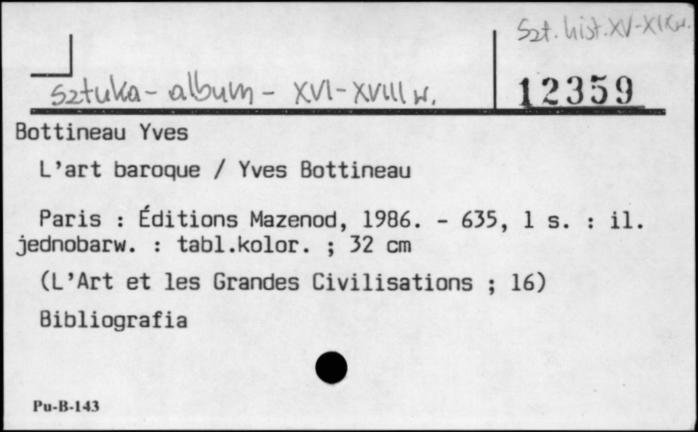 Szt. hist. XV-XIX w.
Sztuka - album - XVI-XVIII w.
12359
Bottineau Yves
L'art baroque / Yves Bottineau
Paris : Éditions Mazenod, 1986. - 635, 1 s. : il.
jednobarw. : tabl.kolor. ; 32 cm
(L'Art et les Grandes Civilisations ; 16)
Bibliografia
Pu-B-143